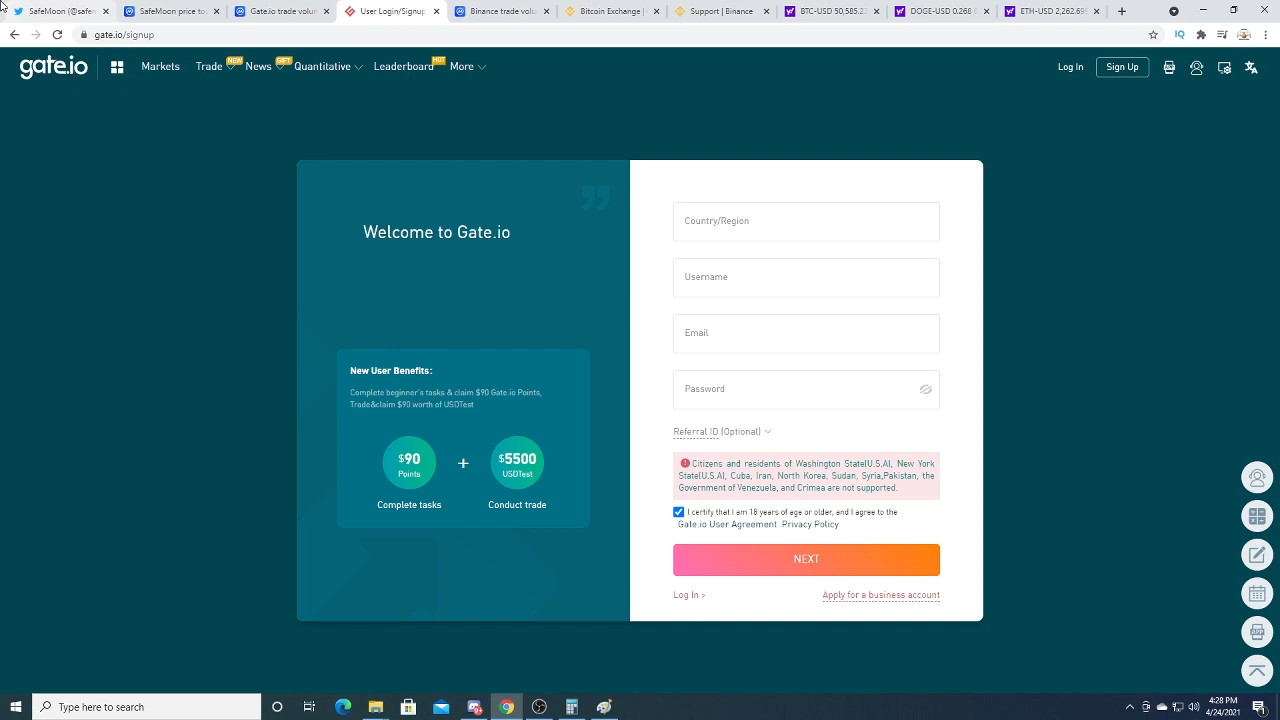 SafeMoon (@safem
SafeMoon price to
Gate.io trade volun
User Login/Signup
Binance trade volu
Bitcoin Exchange |
Support | Binance
BTC-USD 50,585.2
DOGE-USD 0.268
ETH-USD 2,262.69
gate.io/signup
gate.io
Markets
Trade
NEW
News
GIFT
Quantitative
Leaderboard
HOT
More
Log In
Sign Up
Welcome to Gate.io
New User Benefits:
Complete beginner's tasks & claim $90 Gate.io Points,
Trade&claim $90 worth of USDTest
$90
Points
+
$5500
USDTest
Complete tasks
Conduct trade
Country/Region
Username
Email
Password
Referral ID (Optional)
Citizens and residents of Washington State(U.S.A), New York
State(U.S.A), Cuba, Iran, North Korea, Sudan, Syria,Pakistan, the
Government of Venezuela, and Crimea are not supported.
I certify that I am 18 years of age or older, and I agree to the
Gate.io User Agreement Privacy Policy
NEXT
Log In >
Apply for a business account
APP
Type here to search
4:28 PM
4/24/2021